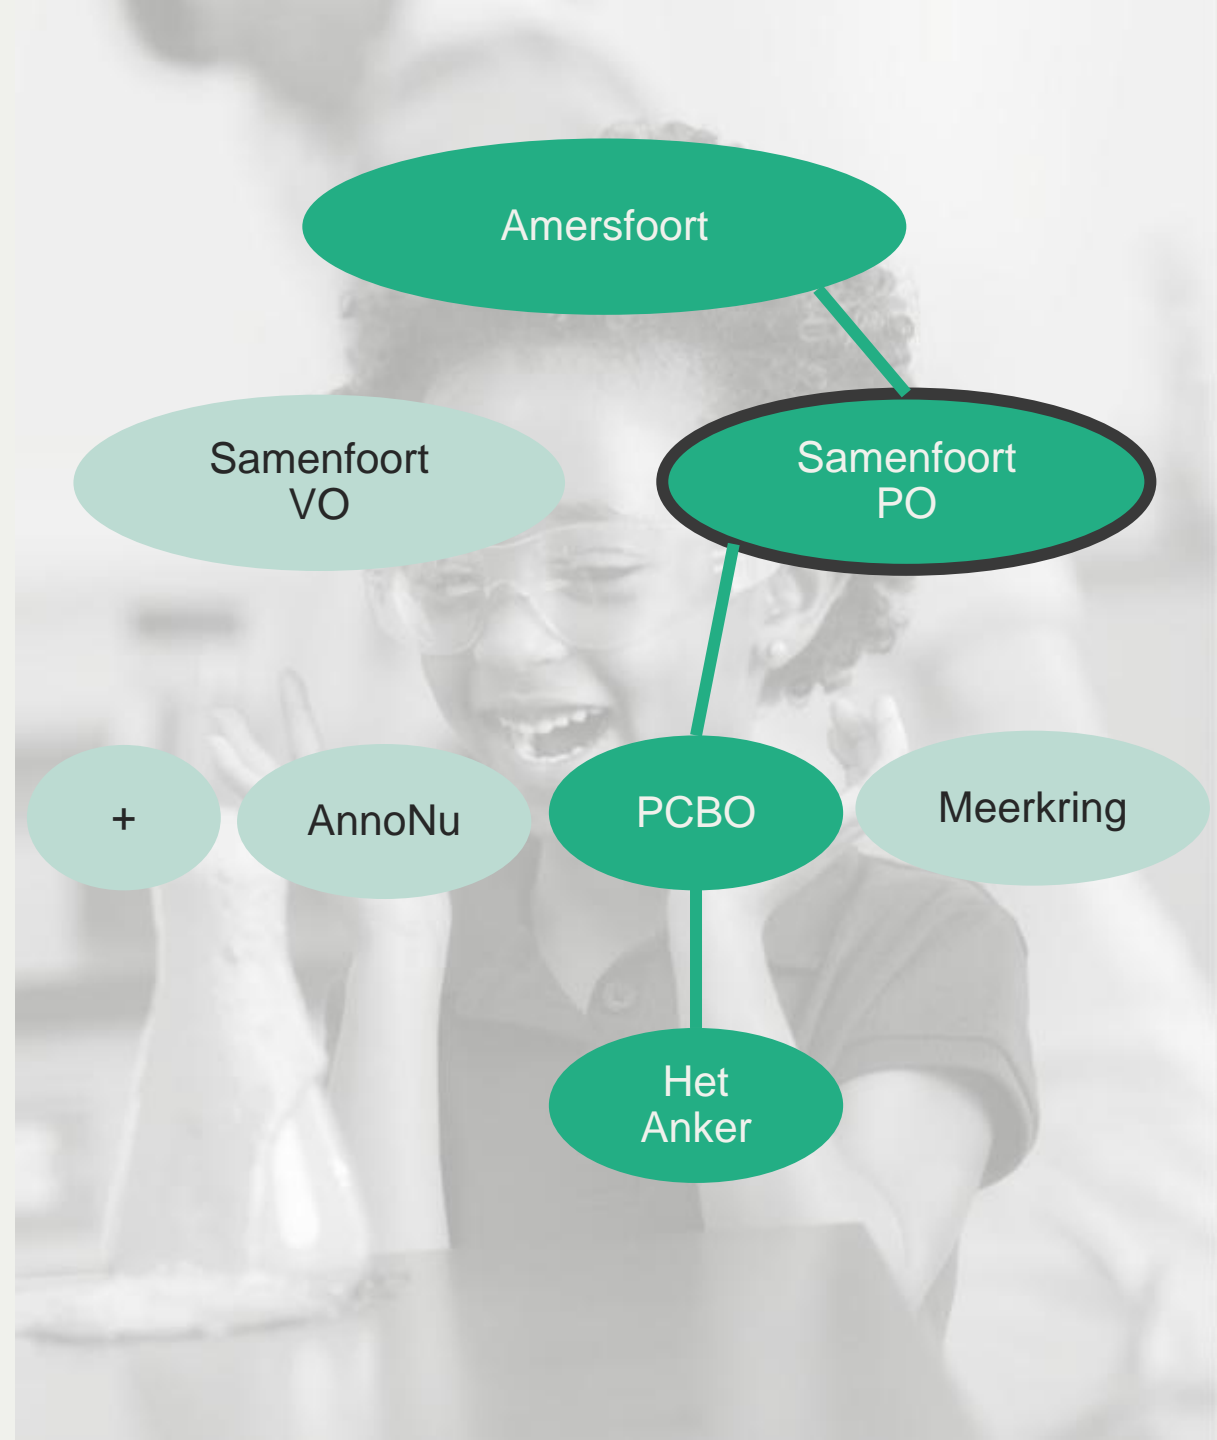 Amersfoort
Samenfoort
VO
Samenfoort
PO
+
AnnoNu
PCBO
Meerkring
Het
Anker